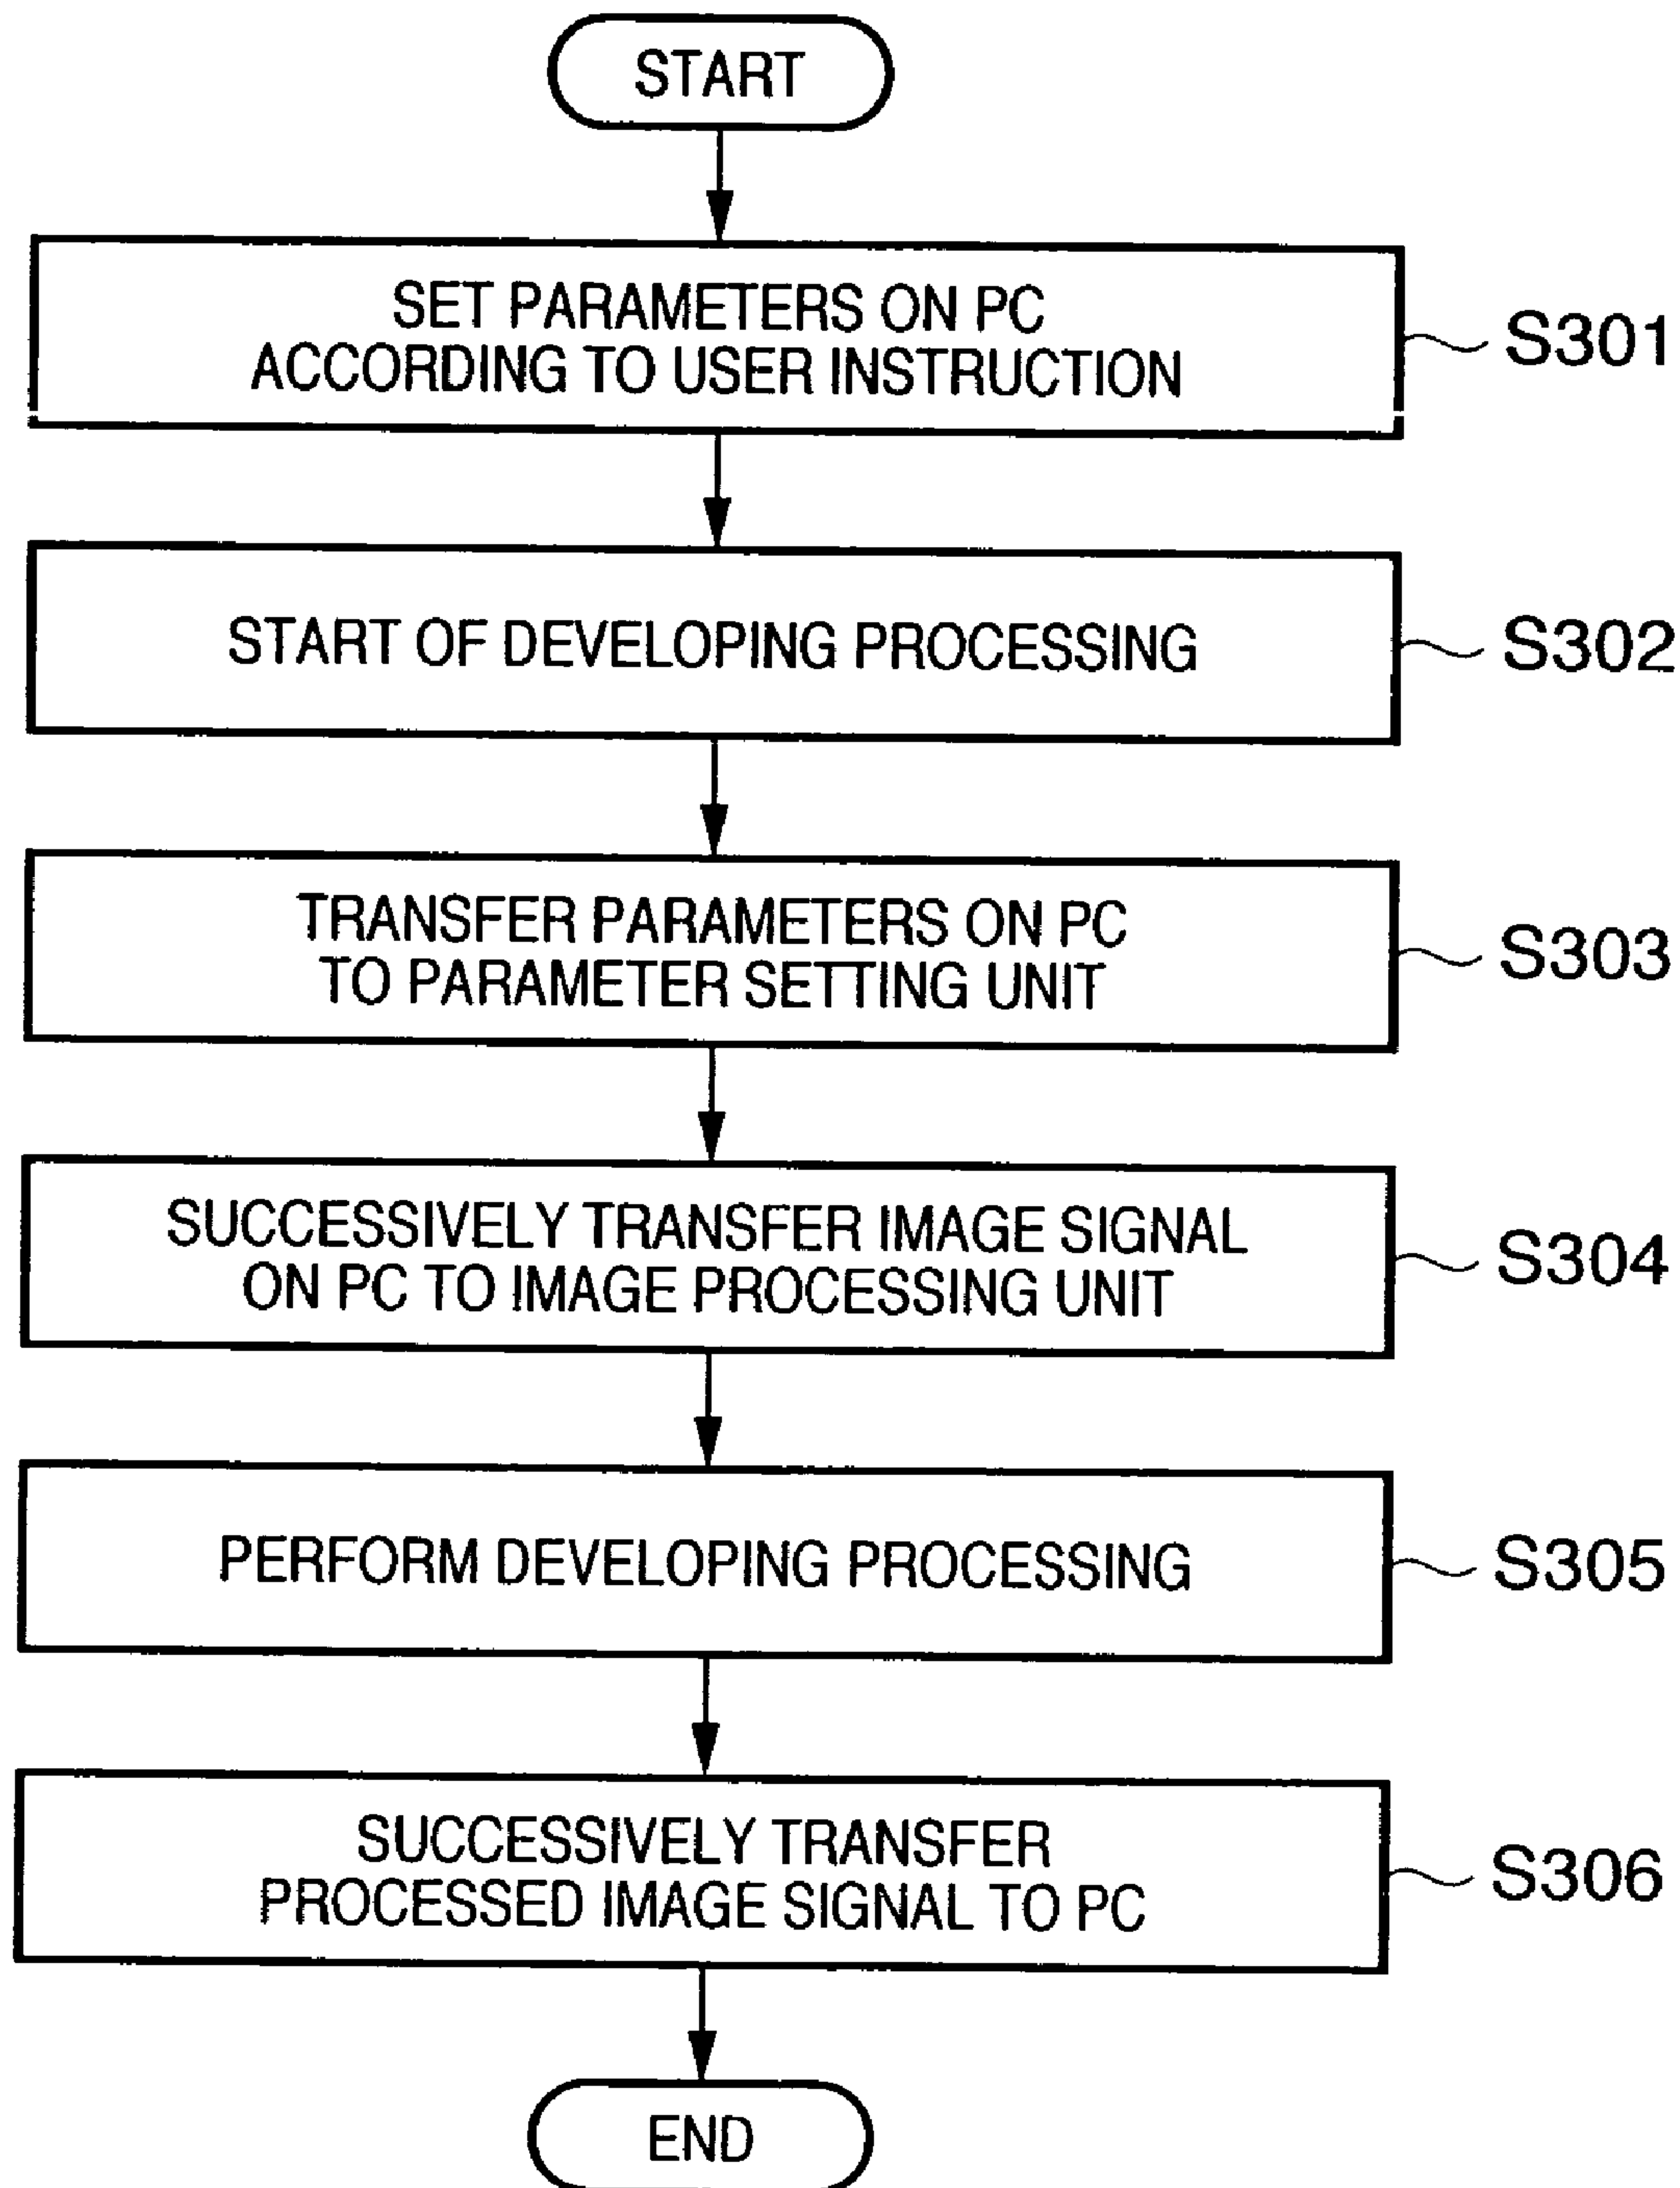 START
SET PARAMETERS ON PC
ACCORDING TO USER INSTRUCTION
S301
START OF DEVELOPING PROCESSING
S302
TRANSFER PARAMETERS ON PC
TO PARAMETER SETTING UNIT
S303
SUCCESSIVELY TRANSFER IMAGE SIGNAL
ON PC TO IMAGE PROCESSING UNIT
S304
PERFORM DEVELOPING PROCESSING
S305
SUCCESSIVELY TRANSFER
PROCESSED IMAGE SIGNAL TO PC
S306
END